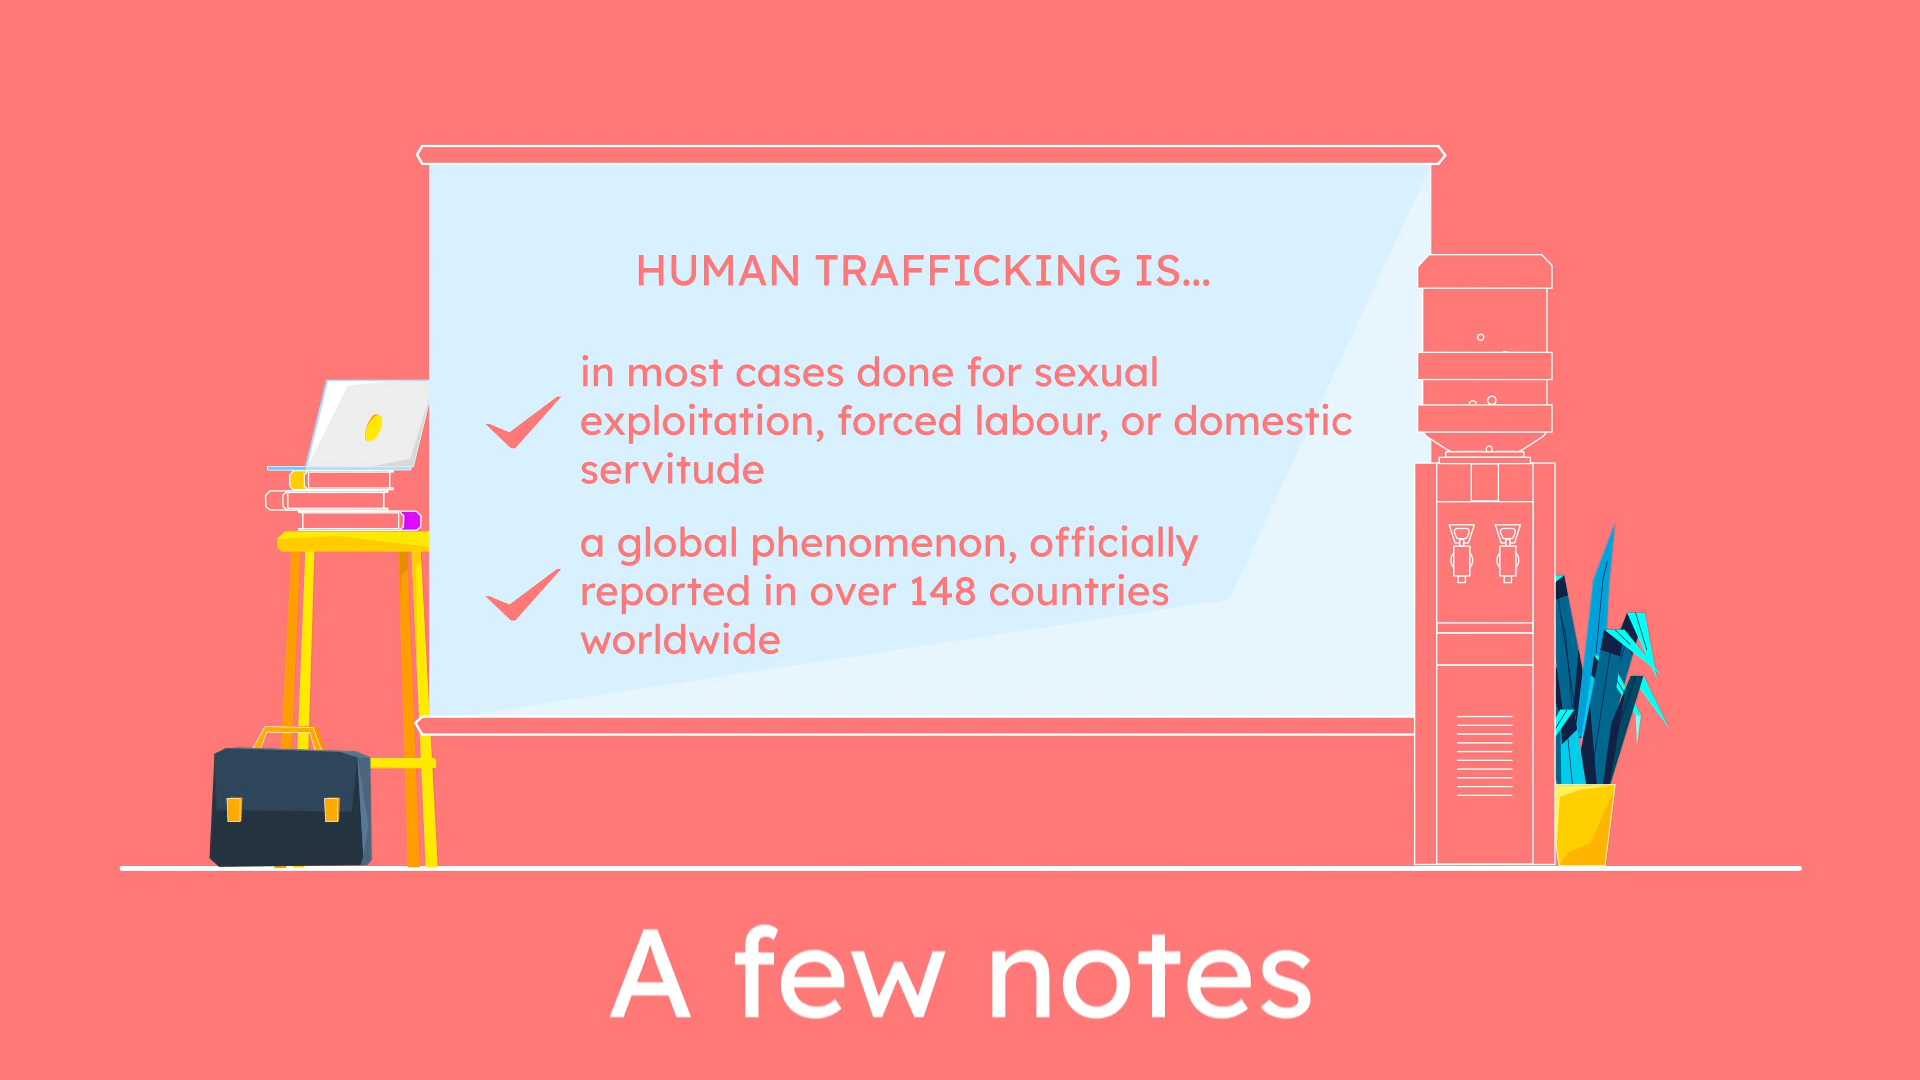 HUMAN TRAFFICKING IS...
in most cases done for sexual
exploitation, forced labour, or domestic
servitude
a global phenomenon, officially
reported in over 148 countries
worldwide
A few notes